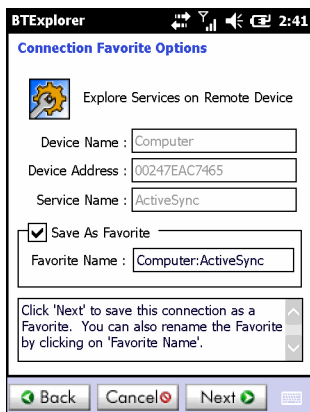 BTExplorer 2:41
Connection Favorite Options
Explore Services on Remote Device
Device Name : Computer
Device Address : 00247EAC7465
Service Name : ActiveSync
Save As Favorite
Favorite Name : Computer:ActiveSync
Click 'Next' to save this connection as a
Favorite. You can also rename the Favorite
by clicking on 'Favorite Name'.
Back Cancel Next